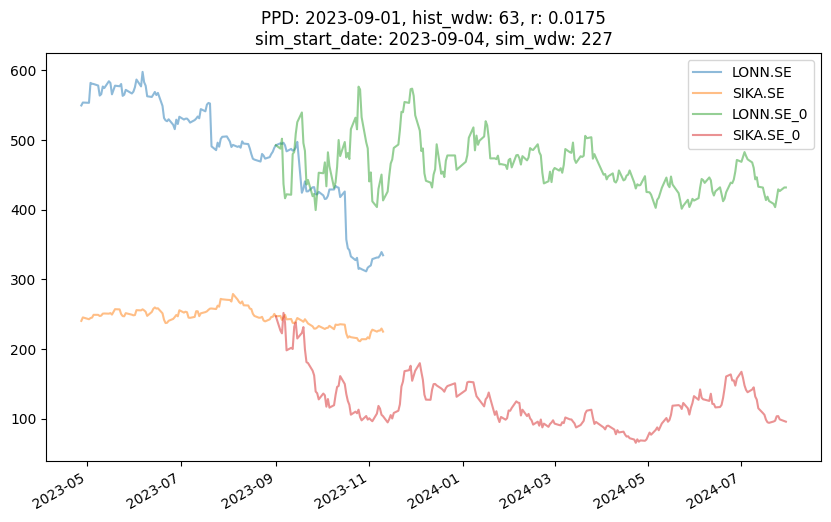 PPD: 2023-09-01, hist_wdw: 63, r: 0.0175
sim_start_date: 2023-09-04, sim_wdw: 227
600
500
400
300
200
100
LONN.SE
SIKA.SE
LONN.SE_0
SIKA.SE_0
2023-05
2023-07
2023-09
2023-11
2024-01
2024-03
2024-05
2024-07